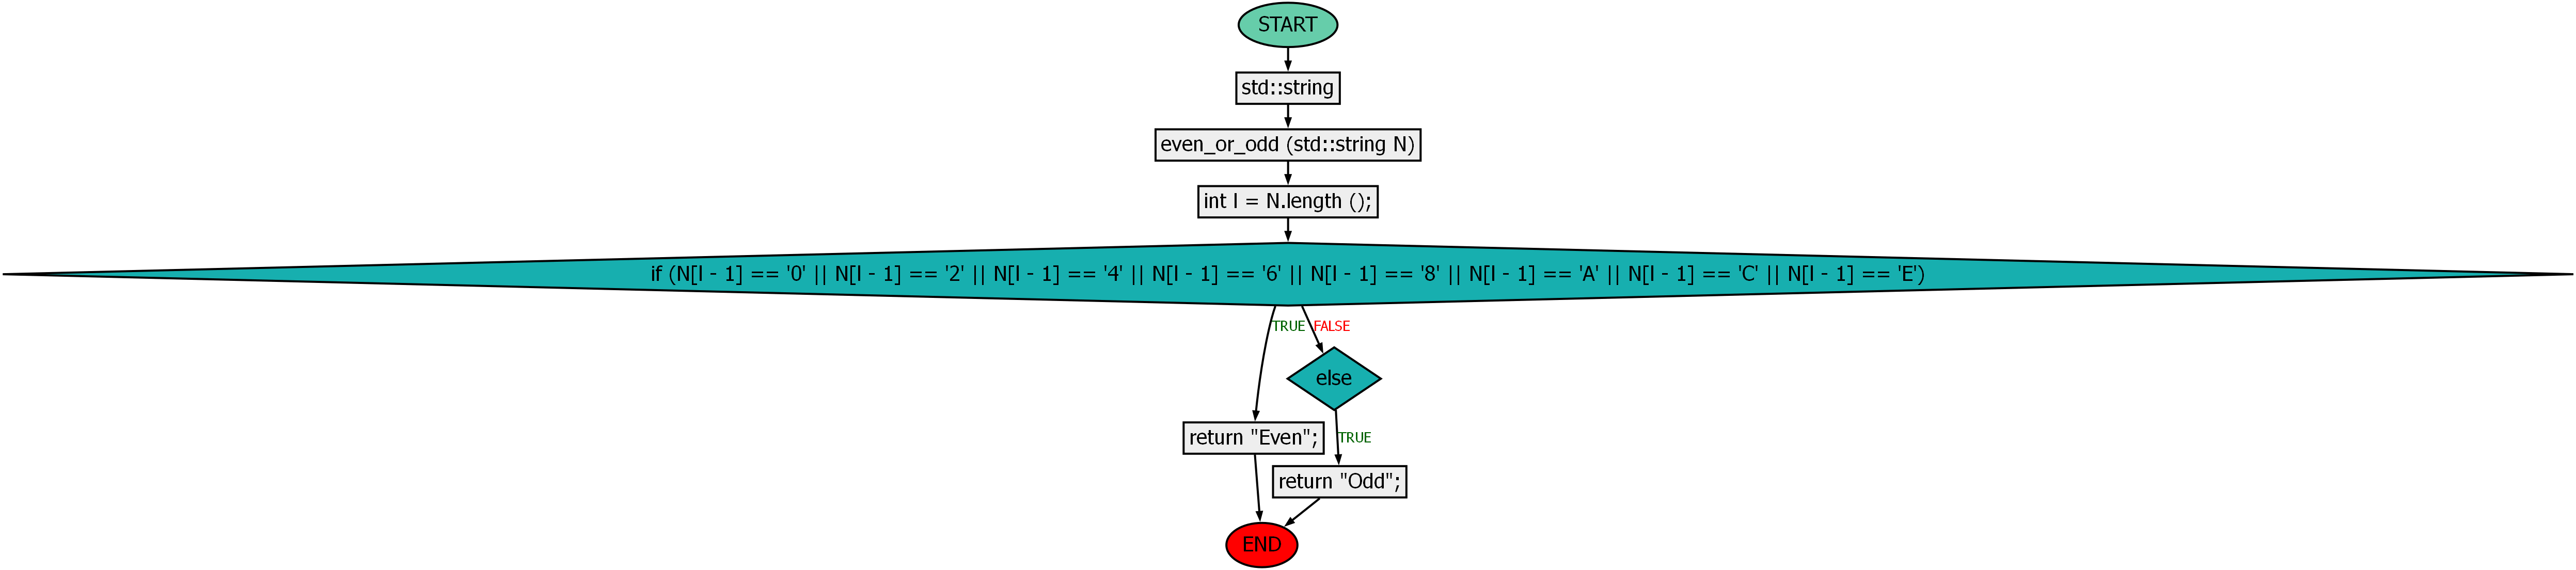 START
std::string
even_or_odd (std::string N)
int l = N.length ();
if (N[l - 1] == '0' || N[l - 1] == '2' || N[l - 1] == '4' || N[l - 1] == '6' || N[l - 1] == '8' || N[l - 1] == 'A' || N[l - 1] == 'C' || N[l - 1] == 'E')
TRUE FALSE
else
return "Even"; TRUE
return "Odd";
END